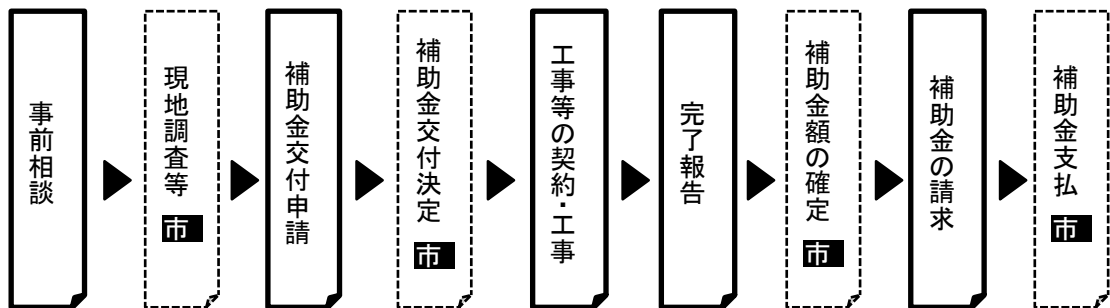 事前相談
現地調査等
市
補助金交付申請
補助金交付決定
市
工事等の契約・工事
完了報告
補助金額の確定
市
補助金の請求
補助金支払
市